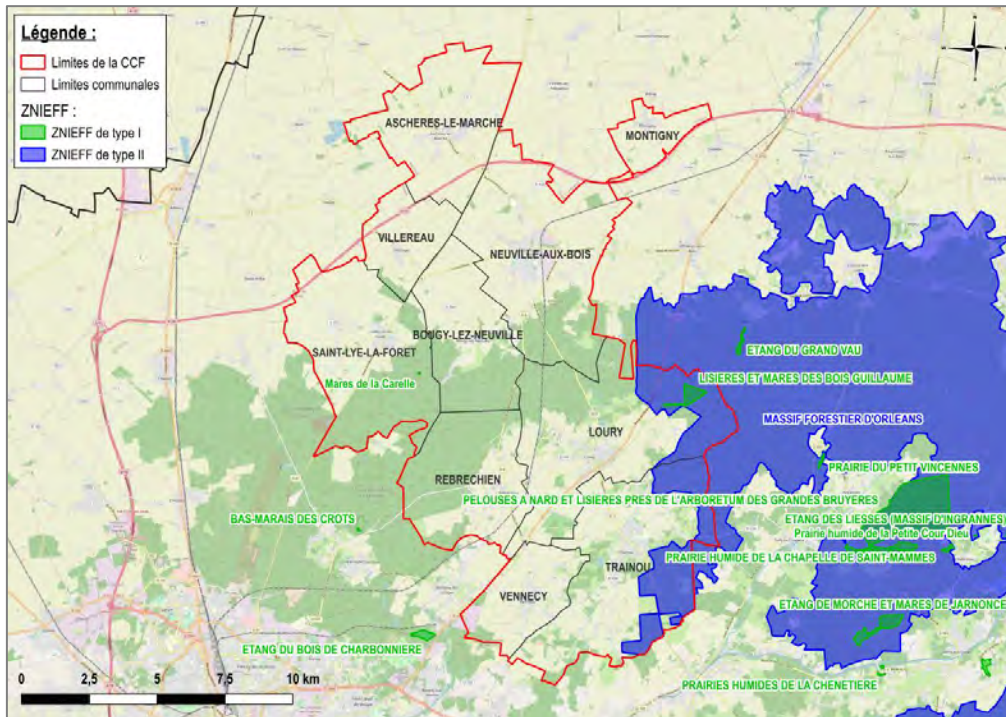 Légende :
Limites de la CCF
Limites communales
ZNIEFF :
ZNIEFF de type I
ZNIEFF de type II
ASCHERES-LE-MARCHE
MONTIGNY
VILLEREAU
NEUVILLE-AUX-BOIS
BOUGY-LEZ-NEUVILLE
SAINT-LYE-LA-FORET
ETANG DU GRAND VAU
Mares de la Carelle
LISIERES ET MARES DES BOIS GUILLAUME
MASSIF FORESTIER D'ORLEANS
LOURY
PRAIRIE DU PETIT VINCENNES
REBRECHIEN
PELOUSES A NARD ET LISIERES PRES DE L'ARBORETUM DES GRANDES BRUYERES
BAS-MARAIS DES CROTS
ETANG DES LIESSES (MASSIF D'INGRANNES)
Prairie humide de la Petite Cour Dieu
PRAIRIE HUMIDE DE LA CHAPELLE DE SAINT-MAMMES
TRAINOU
VENNECY
ETANG DE MORCHE ET MARES DE JARNONCE
ETANG DU BOIS DE CHARBONNIERE
PRAIRIES HUMIDES DE LA CHENETIERE
0 2,5 5 7,5 10 km